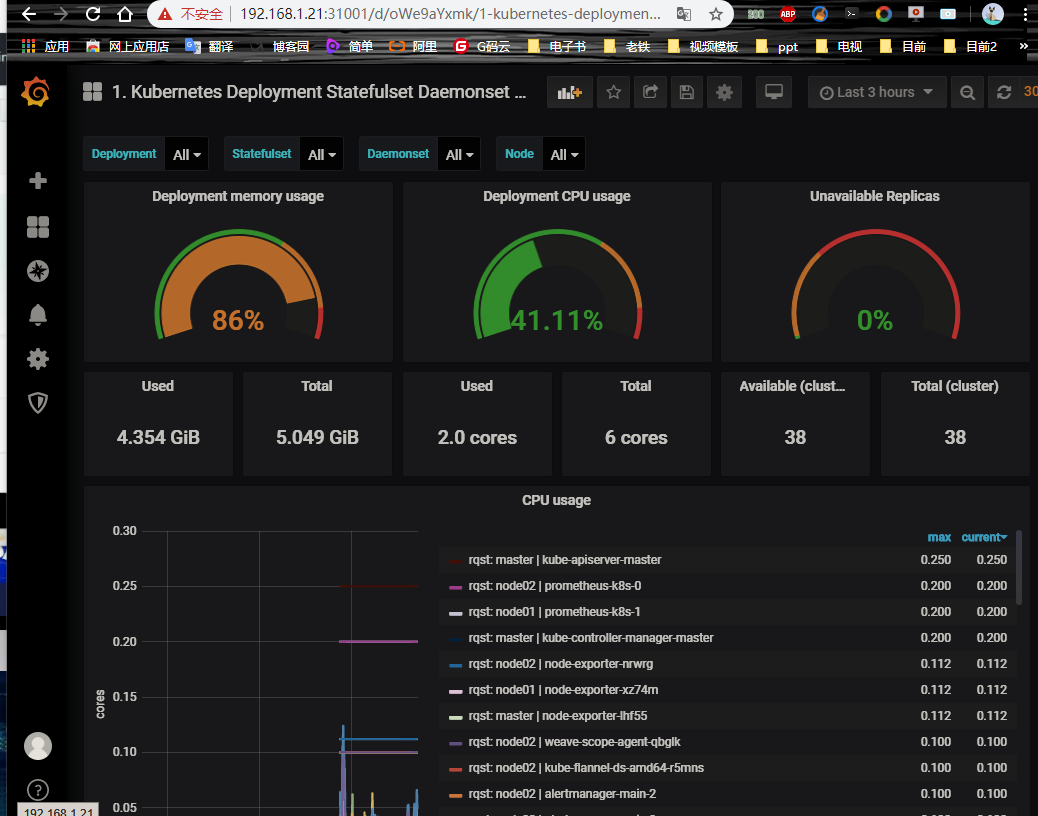 不安全 192.168.1.21:31001/d/oWe9aYxmk/1-kubernetes-deploymen... ABP
应用 网上应用店 翻译 博客园 简单 阿里 G码云 电子书 老铁 视频模板 ppt 电视 目前 目前2 »
1. Kubernetes Deployment Statefulset Daemonset ... Last 3 hours 30
Deployment All Statefulset All Daemonset All Node All
Deployment memory usage Deployment CPU usage Unavailable Replicas
86% 41.11% 0%
Used Total Used Total Available (clust... Total (cluster)
4.354 GiB 5.049 GiB 2.0 cores 6 cores 38 38
CPU usage
max current
rqst: master | kube-apiserver-master 0.250 0.250
rqst: node02 | prometheus-k8s-0 0.200 0.200
rqst: node01 | prometheus-k8s-1 0.200 0.200
rqst: master | kube-controller-manager-master 0.200 0.200
rqst: node02 | node-exporter-nrwrg 0.112 0.112
rqst: node01 | node-exporter-xz74m 0.112 0.112
rqst: master | node-exporter-lhf55 0.112 0.112
rqst: node02 | weave-scope-agent-qbglk 0.100 0.100
rqst: node02 | kube-flannel-ds-amd64-r5mns 0.100 0.100
rqst: node02 | alertmanager-main-2 0.100 0.100
0.30
0.25
0.20
0.15
0.10
0.05
cores
192.168.1.21